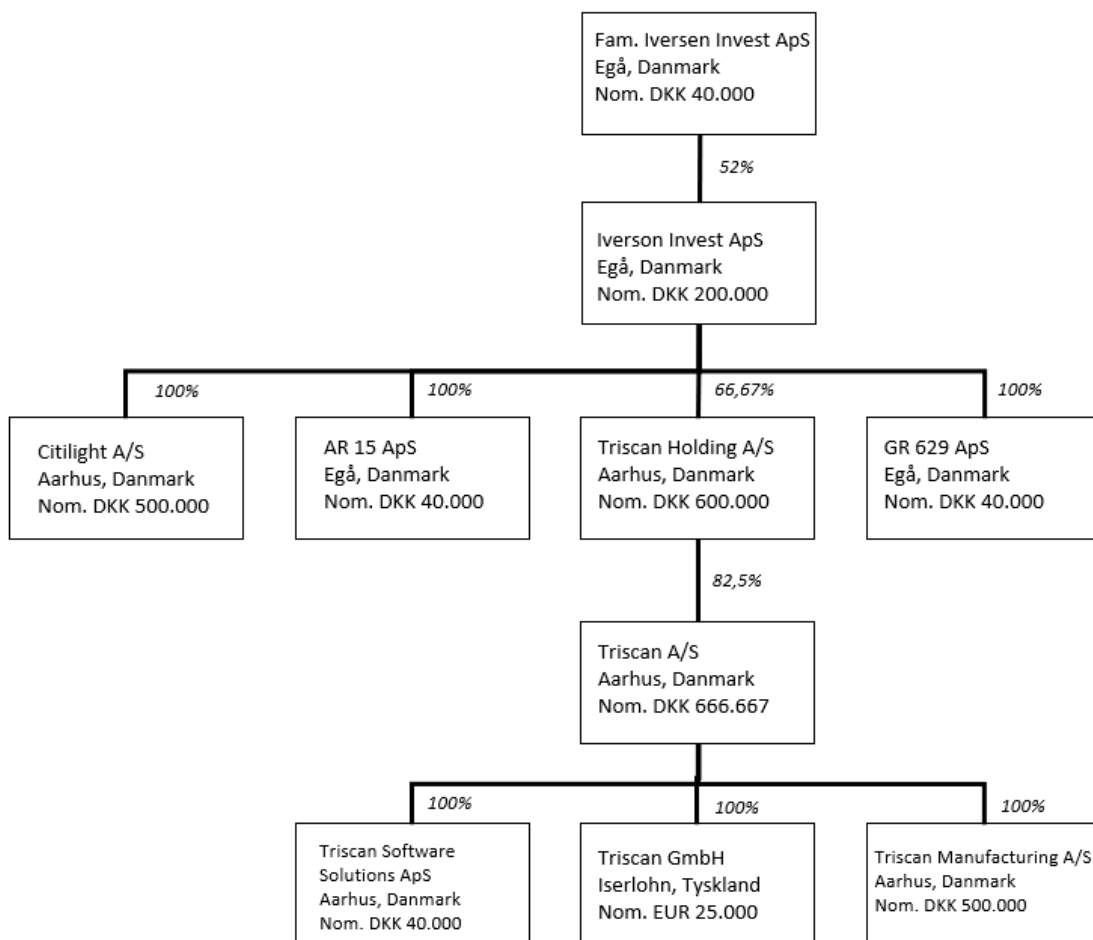 Fam. Iversen Invest ApS
Egå, Danmark
Nom. DKK 40.000
52%
Iverson Invest ApS
Egå, Danmark
Nom. DKK 200.000
100%
100%
66,67%
100%
Citilight A/S
Aarhus, Danmark
Nom. DKK 500.000
AR 15 ApS
Egå, Danmark
Nom. DKK 40.000
Triscan Holding A/S
Aarhus, Danmark
Nom. DKK 600.000
GR 629 ApS
Egå, Danmark
Nom. DKK 40.000
82,5%
Triscan A/S
Aarhus, Danmark
Nom. DKK 666.667
100%
100%
100%
Triscan Software
Solutions ApS
Aarhus, Danmark
Nom. DKK 40.000
Triscan GmbH
Iserlohn, Tyskland
Nom. EUR 25.000
Triscan Manufacturing A/S
Aarhus, Danmark
Nom. DKK 500.000